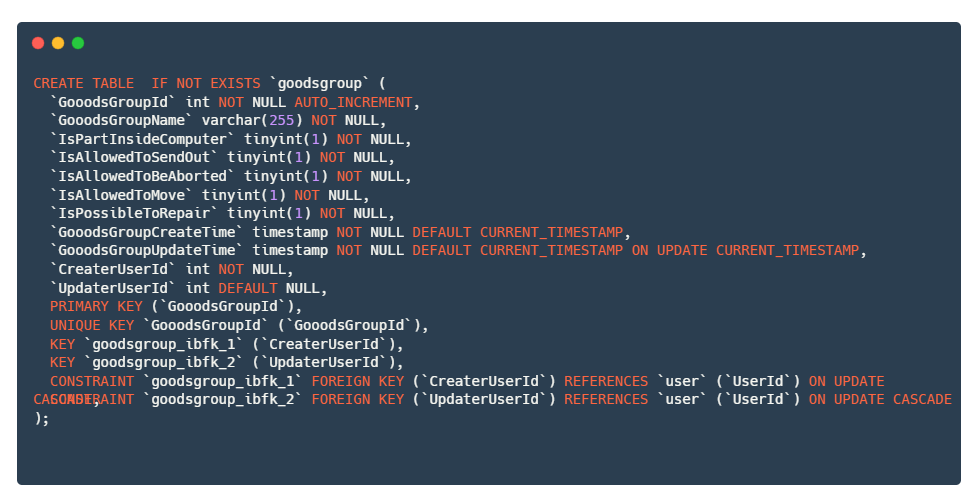 CREATE TABLE  IF NOT EXISTS `goodsgroup` (
  `GooodsGroupId` int NOT NULL AUTO_INCREMENT,
  `GooodsGroupName` varchar(255) NOT NULL,
  `IsPartInsideComputer` tinyint(1) NOT NULL,
  `IsAllowedToSendOut` tinyint(1) NOT NULL,
  `IsAllowedToBeAborted` tinyint(1) NOT NULL,
  `IsAllowedToMove` tinyint(1) NOT NULL,
  `IsPossibleToRepair` tinyint(1) NOT NULL,
  `GooodsGroupCreateTime` timestamp NOT NULL DEFAULT CURRENT_TIMESTAMP,
  `GooodsGroupUpdateTime` timestamp NOT NULL DEFAULT CURRENT_TIMESTAMP ON UPDATE CURRENT_TIMESTAMP,
  `CreaterUserId` int NOT NULL,
  `UpdaterUserId` int DEFAULT NULL,
  PRIMARY KEY (`GooodsGroupId`),
  UNIQUE KEY `GooodsGroupId` (`GooodsGroupId`),
  KEY `goodsgroup_ibfk_1` (`CreaterUserId`),
  KEY `goodsgroup_ibfk_2` (`UpdaterUserId`),
  CONSTRAINT `goodsgroup_ibfk_1` FOREIGN KEY (`CreaterUserId`) REFERENCES `user` (`UserId`) ON UPDATE
CASCADE,
  CONSTRAINT `goodsgroup_ibfk_2` FOREIGN KEY (`UpdaterUserId`) REFERENCES `user` (`UserId`) ON UPDATE CASCADE
);